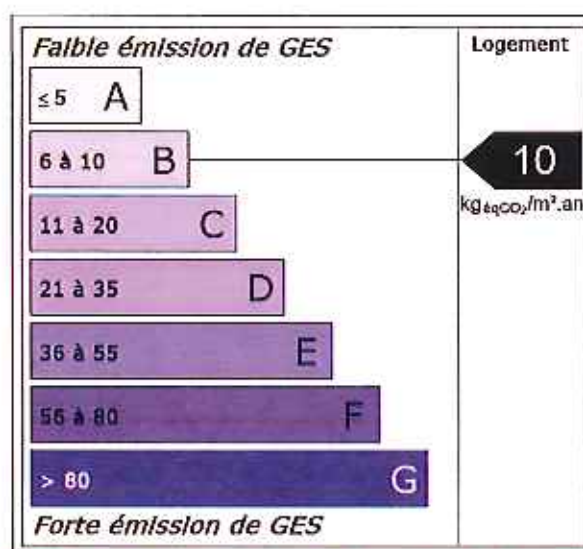 Faible émission de GES
Logement
≤ 5 A
6 à 10 B
10
kgéqCO₂/m².an
11 à 20 C
21 à 35 D
36 à 55 E
56 à 80 F
> 80 G
Forte émission de GES